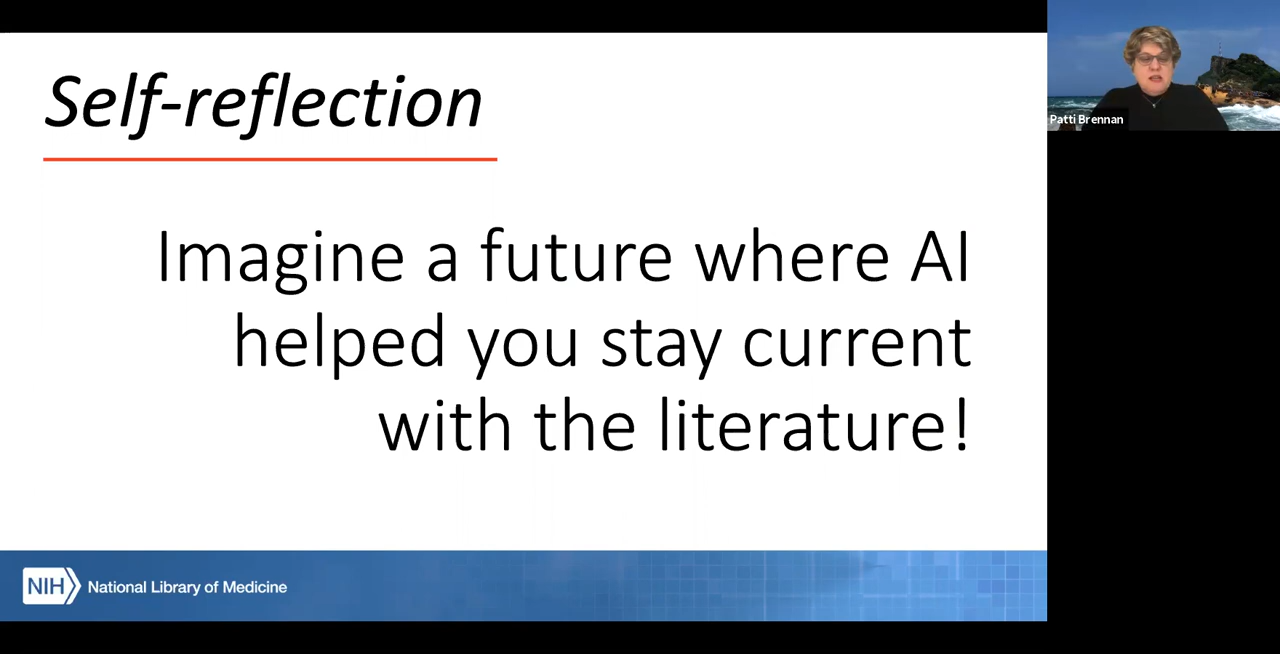 Self-reflection
Imagine a future where AI
helped you stay current
with the literature!
NIH National Library of Medicine
Patti Brennan